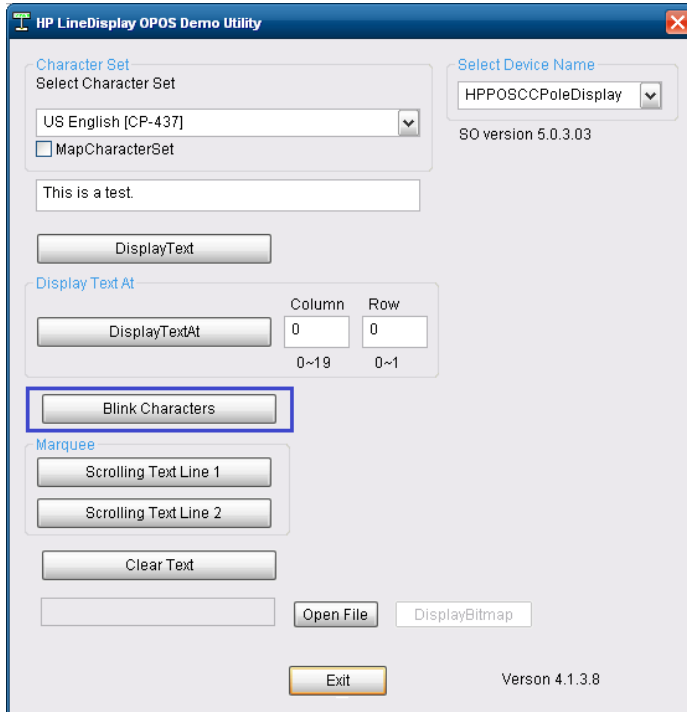 HP LineDisplay OPOS Demo Utility
Character Set
Select Character Set
US English [CP-437]
MapCharacterSet
Select Device Name
HPPOSCCPoleDisplay
SO version 5.0.3.03
This is a test.
DisplayText
Display Text At
Column Row
DisplayTextAt 0 0
0~19 0~1
Blink Characters
Marquee
Scrolling Text Line 1
Scrolling Text Line 2
Clear Text
Open File DisplayBitmap
Exit Verson 4.1.3.8